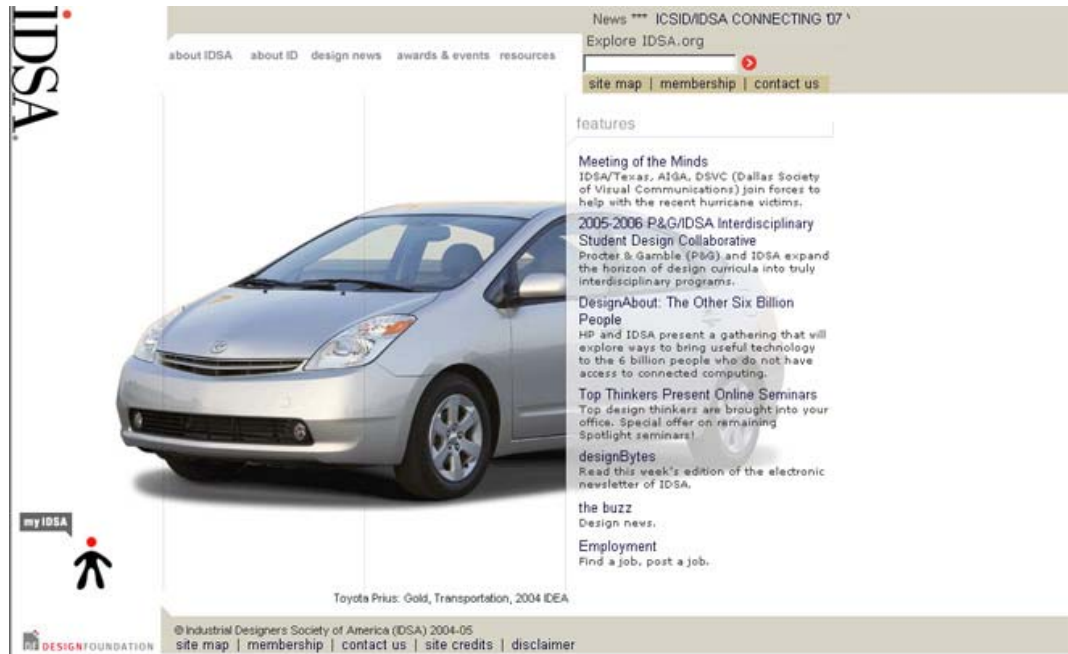 iDSA
News *** ICSID/IDSA CONNECTING '07
Explore IDSA.org
about IDSA about ID design news awards & events resources
site map | membership | contact us
features
Meeting of the Minds
IDSA/Texas, AIGA, DSVC (Dallas Society
of Visual Communications) join forces to
help with the recent hurricane victims.
2005-2006 P&G/IDSA Interdisciplinary
Student Design Collaborative
Procter & Gamble (P&G) and IDSA expand
the horizon of design curricula into truly
interdisciplinary programs.
DesignAbout: The Other Six Billion
People
HP and IDSA present a gathering that will
explore ways to bring useful technology
to the 6 billion people who do not have
access to connected computing.
Top Thinkers Present Online Seminars
Top design thinkers are brought into your
office. Special offer on remaining
Spotlight seminars!
designBytes
Read this week's edition of the electronic
newsletter of IDSA.
the buzz
Design news.
Employment
Find a job, post a job.
my IDSA
Toyota Prius: Gold, Transportation, 2004 IDEA
DESIGNFOUNDATION
© Industrial Designers Society of America (IDSA) 2004-05
site map | membership | contact us | site credits | disclaimer